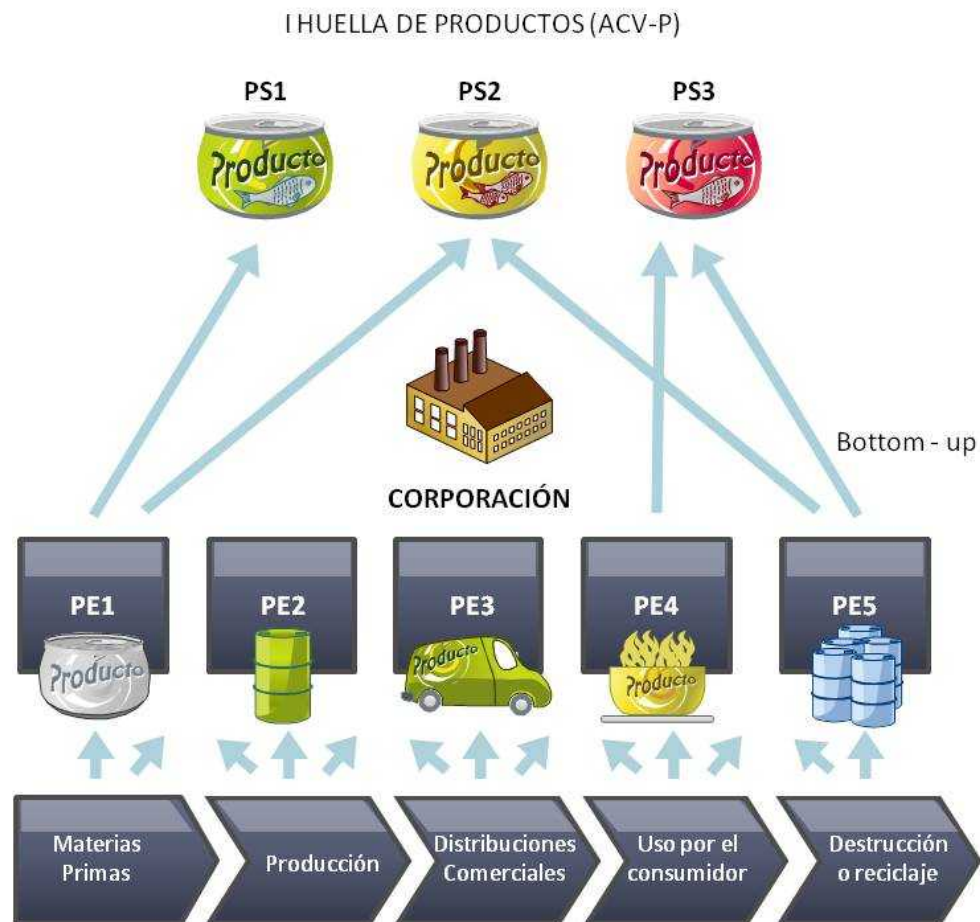 I HUELLA DE PRODUCTOS (ACV-P)
PS1 PS2 PS3
Producto Producto Producto
Bottom - up
CORPORACIÓN
PE1 PE2 PE3 PE4 PE5
Producto Producto Producto
Materias
Primas
Producción
Distribuciones
Comerciales
Uso por el
consumidor
Destrucción
o reciclaje